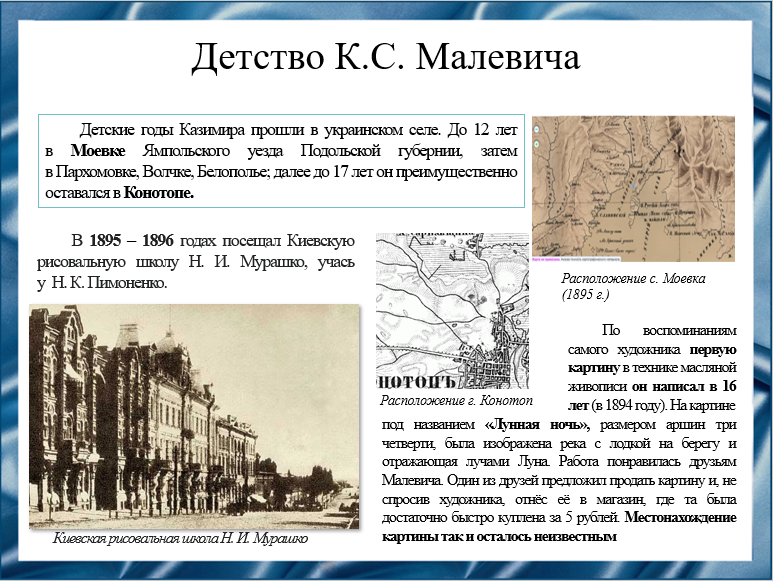 Детство К.С. Малевича
Детские годы Казимира прошли в украинском селе. До 12 лет
в Моевке Ямпольского уезда Подольской губернии, затем
в Пархомовке, Волчке, Белополье; далее до 17 лет он преимущественно
оставался в Конотопе.
В 1895 – 1896 годах посещал Киевскую
рисовальную школу Н. И. Мурашко, учась
у Н. К. Пимоненко.
Киевская рисовальная школа Н. И. Мурашко
НОТОПЪ
Расположение г. Конотоп
Расположение с. Моевка
(1895 г.)
По воспоминаниям
самого художника первую
картину в технике масляной
живописи он написал в 16
лет (в 1894 году). На картине
под названием «Лунная ночь», размером аршин три
четверти, была изображена река с лодкой на берегу и
отражающая лучами Луна. Работа понравилась друзьям
Малевича. Один из друзей предложил продать картину и, не
спросив художника, отнёс её в магазин, где та была
достаточно быстро куплена за 5 рублей. Местонахождение
картины так и осталось неизвестным